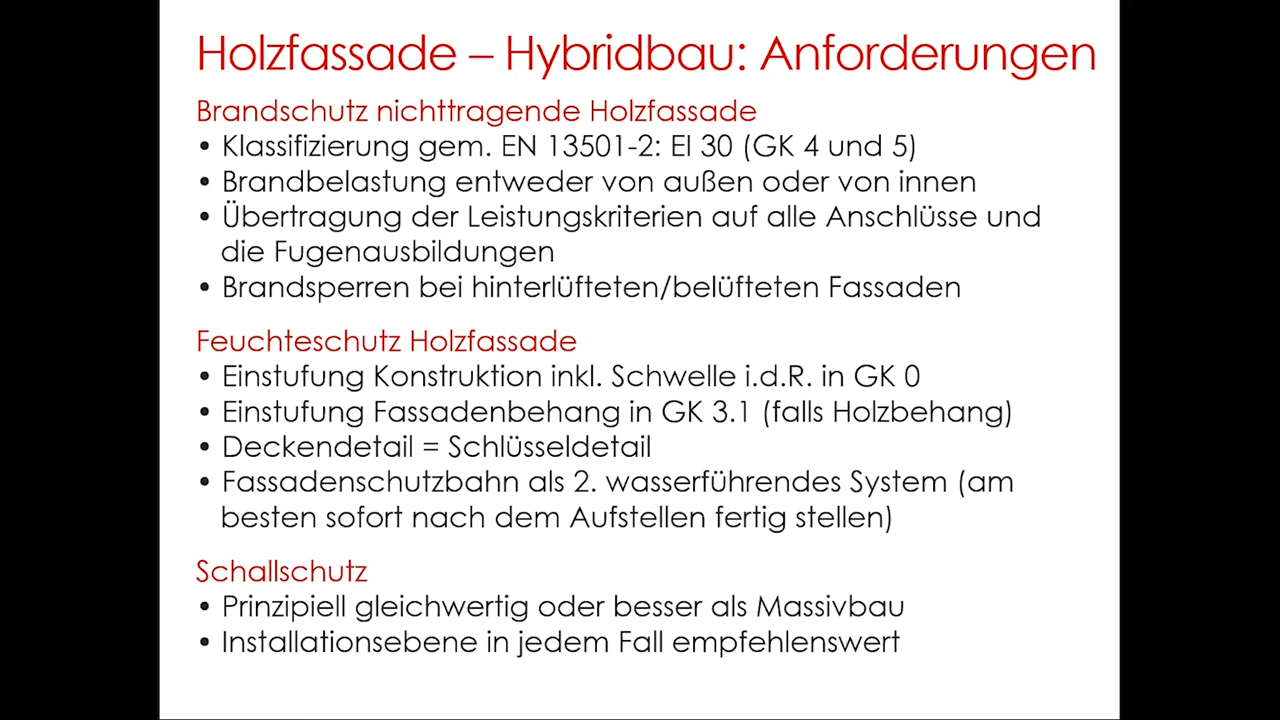 Holzfassade – Hybridbau: Anforderungen
Brandschutz nichttragende Holzfassade
• Klassifizierung gem. EN 13501-2: EI 30 (GK 4 und 5)
• Brandbelastung entweder von außen oder von innen
• Übertragung der Leistungskriterien auf alle Anschlüsse und
die Fugenausbildungen
• Brandsperren bei hinterlüfteten/belüfteten Fassaden
Feuchteschutz Holzfassade
• Einstufung Konstruktion inkl. Schwelle i.d.R. in GK 0
• Einstufung Fassadenbehang in GK 3.1 (falls Holzbehang)
• Deckendetail = Schlüsseldetail
• Fassadenschutzbahn als 2. wasserführendes System (am
besten sofort nach dem Aufstellen fertig stellen)
Schallschutz
• Prinzipiell gleichwertig oder besser als Massivbau
• Installationsebene in jedem Fall empfehlenswert